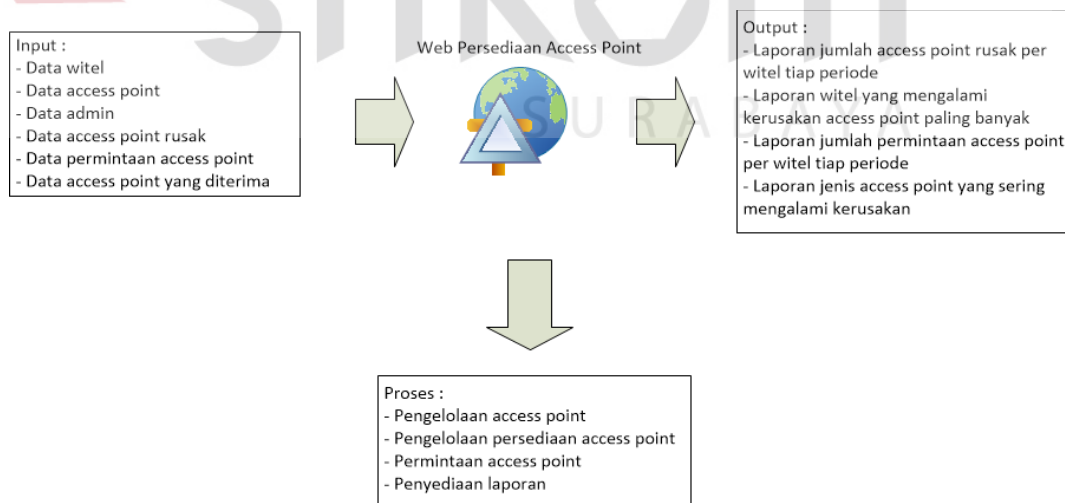 Input :
- Data witel
- Data access point
- Data admin
- Data access point rusak
- Data permintaan access point
- Data access point yang diterima
Web Persediaan Access Point
SURABAYA
Output :
- Laporan jumlah access point rusak per
witel tiap periode
- Laporan witel yang mengalami
kerusakan access point paling banyak
- Laporan jumlah permintaan access point
per witel tiap periode
- Laporan jenis access point yang sering
mengalami kerusakan
Proses :
- Pengelolaan access point
- Pengelolaan persediaan access point
- Permintaan access point
- Penyediaan laporan